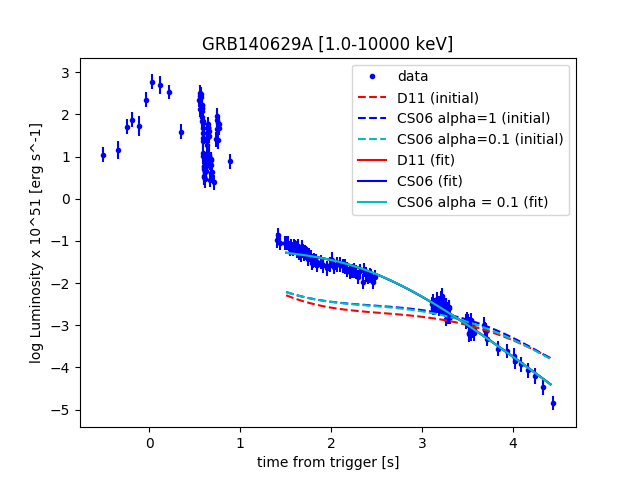 GRB140629A [1.0-10000 keV]
data
D11 (initial)
CS06 alpha=1 (initial)
CS06 alpha=0.1 (initial)
D11 (fit)
CS06 (fit)
CS06 alpha = 0.1 (fit)
log Luminosity x 10^51 [erg s^-1]
3
2
1
0
−1
−2
−3
−4
−5
0 1 2 3 4
time from trigger [s]